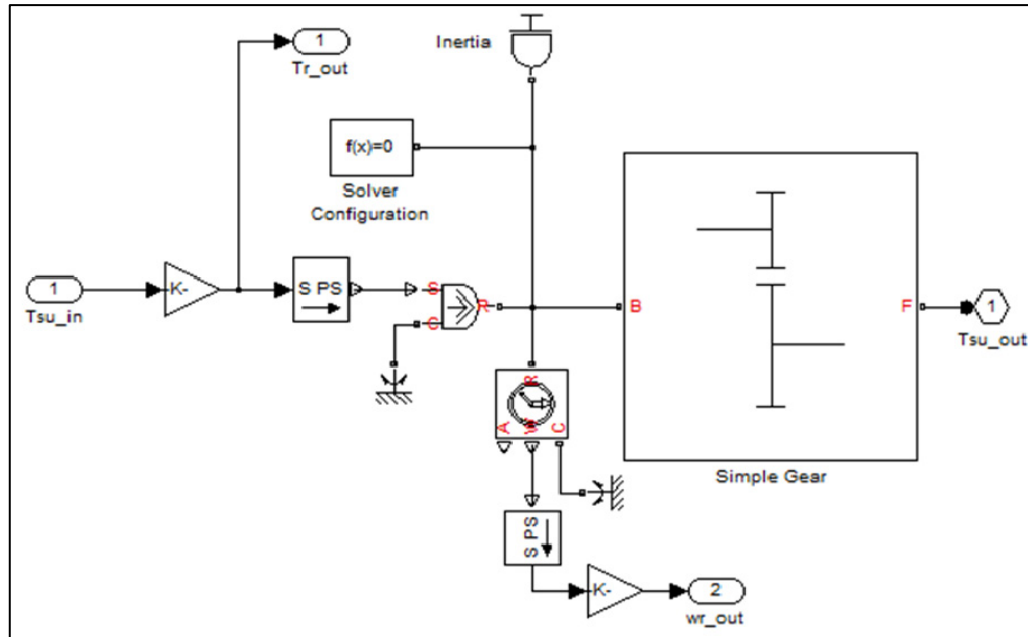 1
Tr_out
Inertia
f(x)=0
Solver
Configuration
1
Tsu_in
K-
S PS
S
C
R
B
F
1
Tsu_out
Simple Gear
R
A
W
C
S PS
K-
2
wr_out